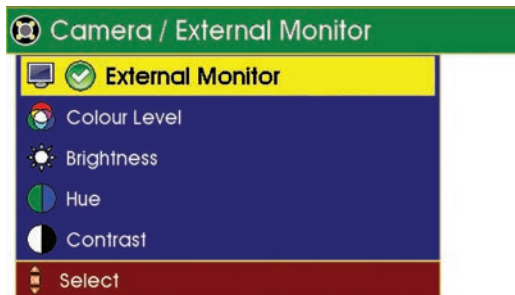 Camera / External Monitor
External Monitor
Colour Level
Brightness
Hue
Contrast
Select